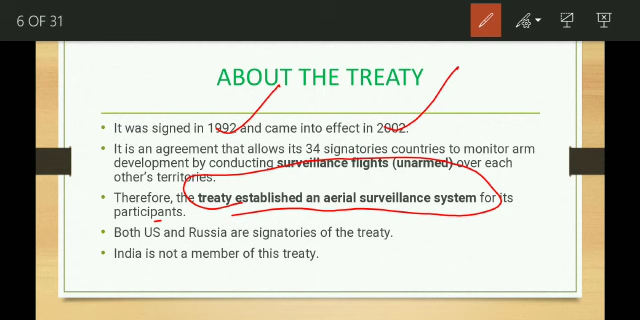 6 OF 31
ABOUT THE TREATY
• It was signed in 1992 and came into effect in 2002.
• It is an agreement that allows its 34 signatories countries to monitor arm
development by conducting surveillance flights (unarmed) over each
other's territories.
• Therefore, the treaty established an aerial surveillance system for its
participants.
• Both US and Russia are signatories of the treaty.
• India is not a member of this treaty.